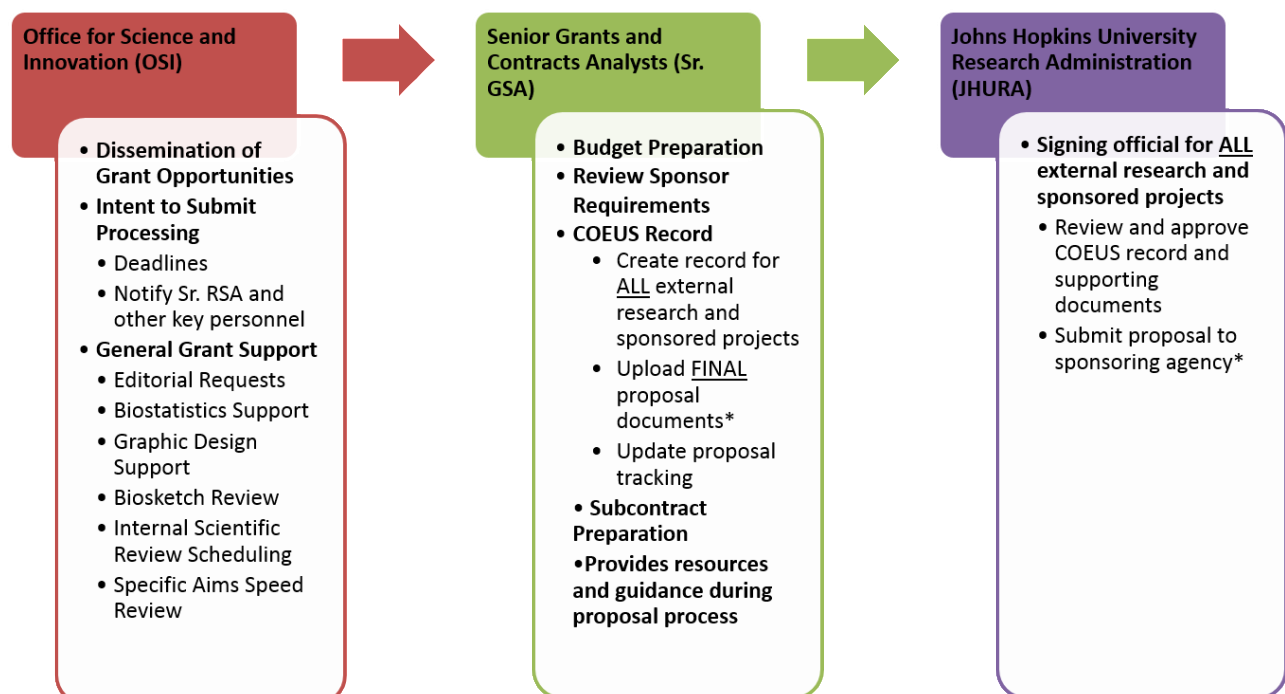 Office for Science and
Innovation (OSI)
• Dissemination of
Grant Opportunities
• Intent to Submit
Processing
• Deadlines
• Notify Sr. RSA and
other key personnel
• General Grant Support
• Editorial Requests
• Biostatistics Support
• Graphic Design
Support
• Biosketch Review
• Internal Scientific
Review Scheduling
• Specific Aims Speed
Review
Senior Grants and
Contracts Analysts (Sr.
GSA)
• Budget Preparation
• Review Sponsor
Requirements
• COEUS Record
• Create record for
ALL external
research and
sponsored projects
• Upload FINAL
proposal
documents*
• Update proposal
tracking
• Subcontract
Preparation
•Provides resources
and guidance during
proposal process
Johns Hopkins University
Research Administration
(JHURA)
• Signing official for ALL
external research and
sponsored projects
• Review and approve
COEUS record and
supporting
documents
• Submit proposal to
sponsoring agency*